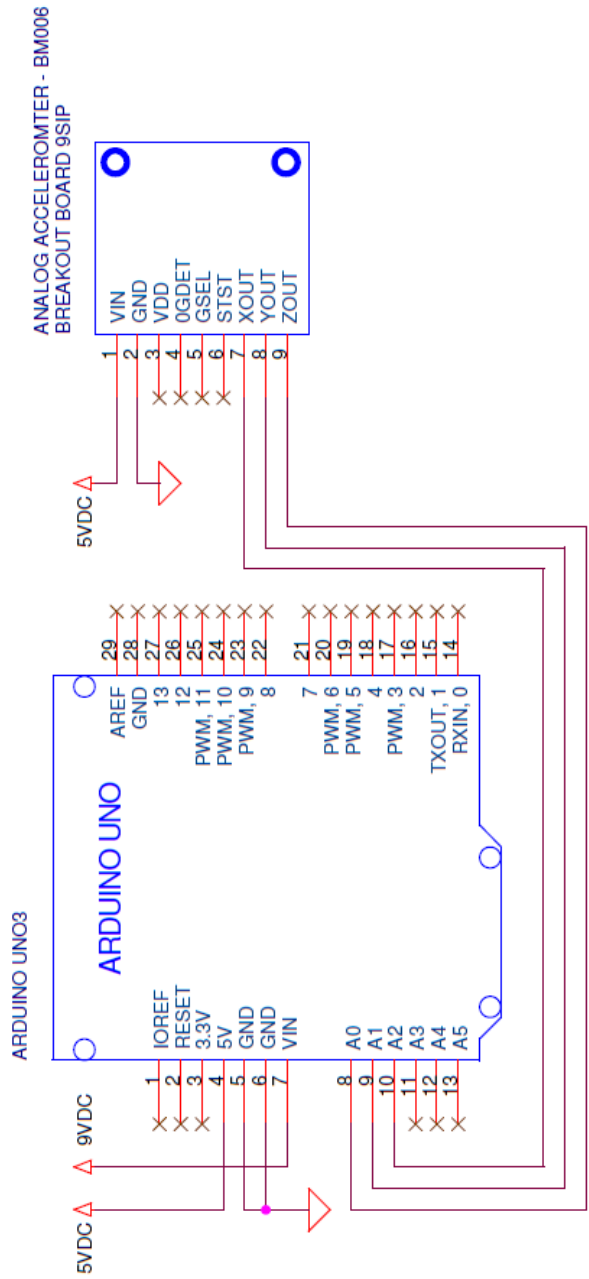 ARDUINO UNO3
ANALOG ACCELEROMTER - BM006
BREAKOUT BOARD 9SIP
5VDC
9VDC
5VDC
ARDUINO UNO
1 IOREF
2 RESET
3 3.3V
4 5V
5 GND
6 GND
7 VIN
8 A0
9 A1
10 A2
11 A3
12 A4
13 A5
AREF 29
GND 28
13 27
12 26
PWM, 11 25
PWM, 10 24
PWM, 9 23
8 22
7 21
PWM, 6 20
PWM, 5 19
4 18
PWM, 3 17
2 16
TXOUT, 1 15
RXIN, 0 14
1 VIN
2 GND
3 VDD
4 0GDET
5 GSEL
6 STST
7 XOUT
8 YOUT
9 ZOUT